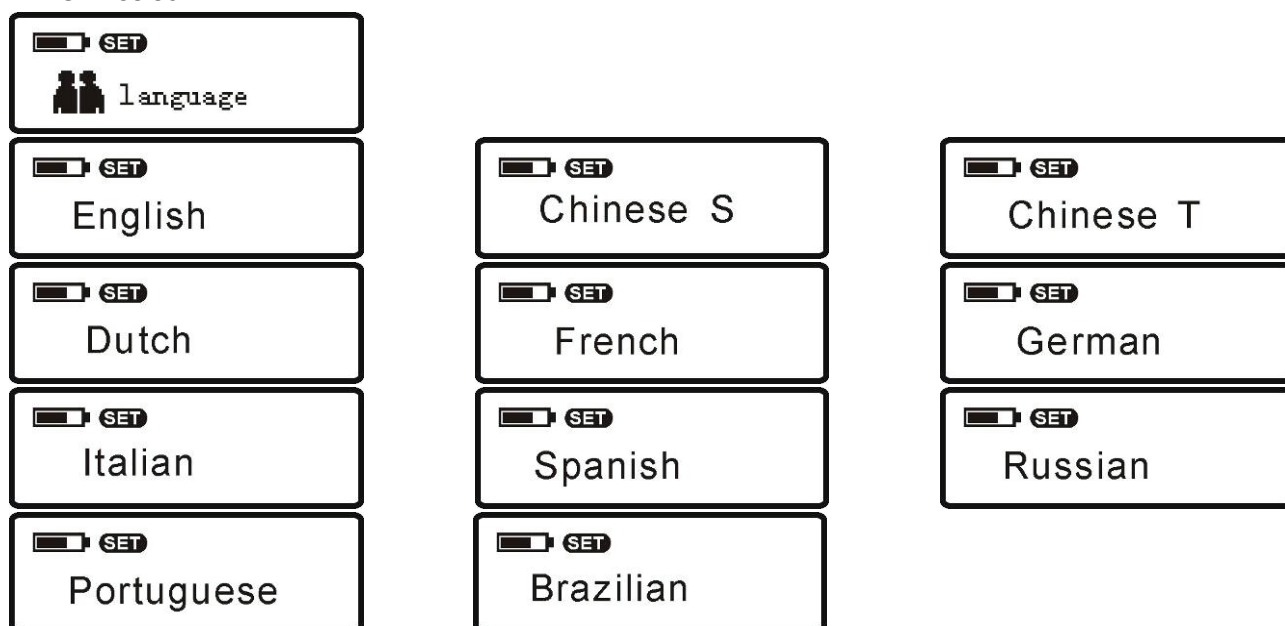 SET
language
SET
English
SET
Chinese S
SET
Chinese T
SET
Dutch
SET
French
SET
German
SET
Italian
SET
Spanish
SET
Russian
SET
Portuguese
SET
Brazilian